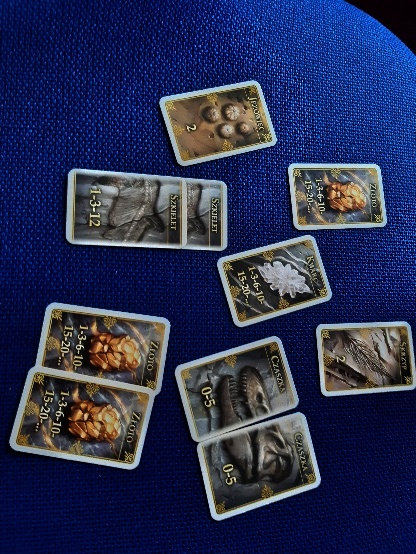 JEŻOWIEC
2
SZKIELET
SZKIELET
1-3-12
ZŁOTO
1-3-6-10-
15-20-...
KWARC
1-3-6-10-
15-20-...
2
ZŁOTO
1-3-6-10-
15-20-...
ZŁOTO
1-3-6-10-
15-20-...
CZASZKA
0-5
CZASZKA
0-5